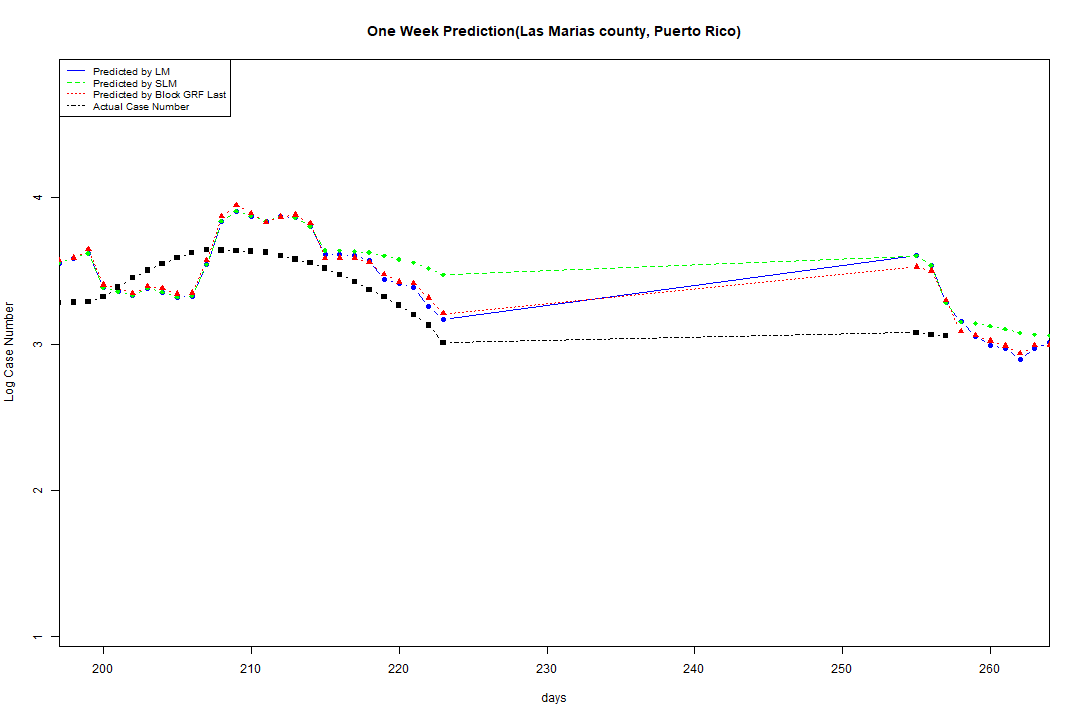 One Week Prediction(Las Marias county, Puerto Rico)
Predicted by LM
Predicted by SLM
Predicted by Block GRF Last
Actual Case Number
4
3
2
1
Log Case Number
200 210 220 230 240 250 260
days